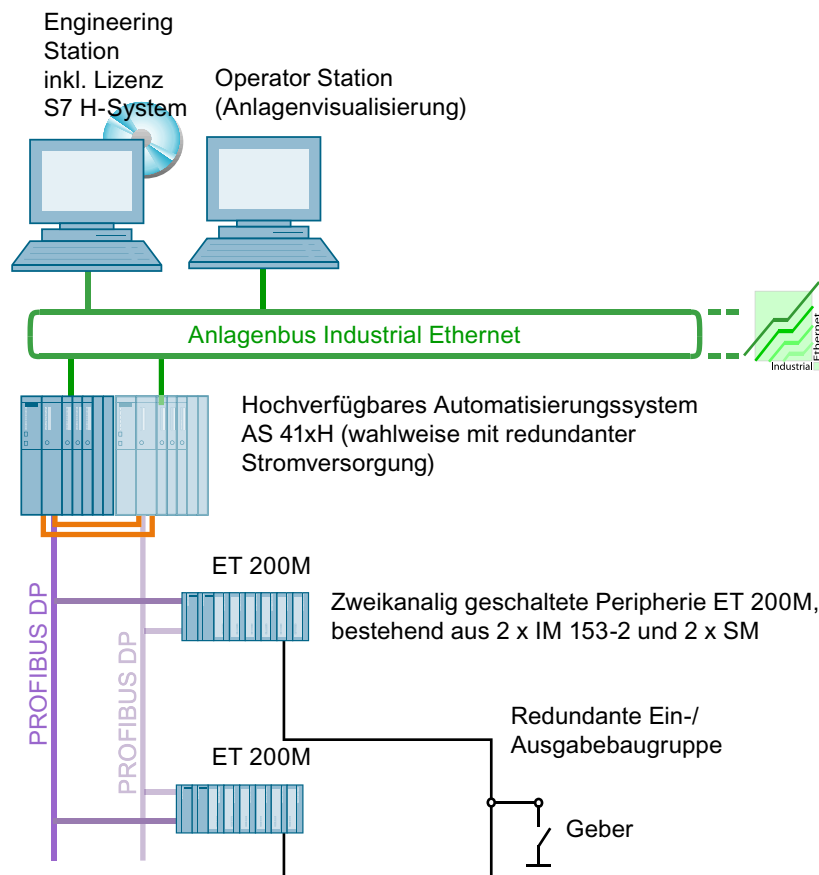 Engineering
Station
inkl. Lizenz
S7 H-System
Operator Station
(Anlagenvisualisierung)
Anlagenbus Industrial Ethernet
Industrial
Ethernet
Hochverfügbares Automatisierungssystem
AS 41xH (wahlweise mit redundanter
Stromversorgung)
PROFIBUS DP
PROFIBUS DP
ET 200M
Zweikanalig geschaltete Peripherie ET 200M,
bestehend aus 2 x IM 153-2 und 2 x SM
Redundante Ein-/
Ausgabebaugruppe
ET 200M
Geber